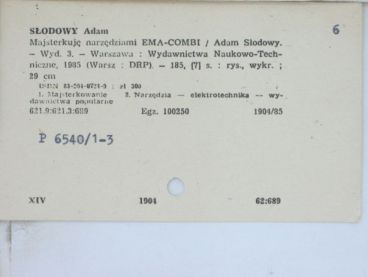 SŁODOWY Adam 6
Majsterkuję narzędziami EMA-COMBI / Adam Słodowy.
— Wyd. 3. — Warszawa : Wydawnictwa Naukowo-Tech-
niczne, 1985 (Warsz : DRP). — 185, [7] s. : rys., wykr. ;
29 cm
ISBN 83-204-0724-0 : zł 300
1. Majsterkowanie 2. Narzędzia — elektrotechnika — wy-
dawnictwa popularne
621.9:621.3:689 Egz. 100250 1904/85
P 6540/1-3
XIV 1904 62:689